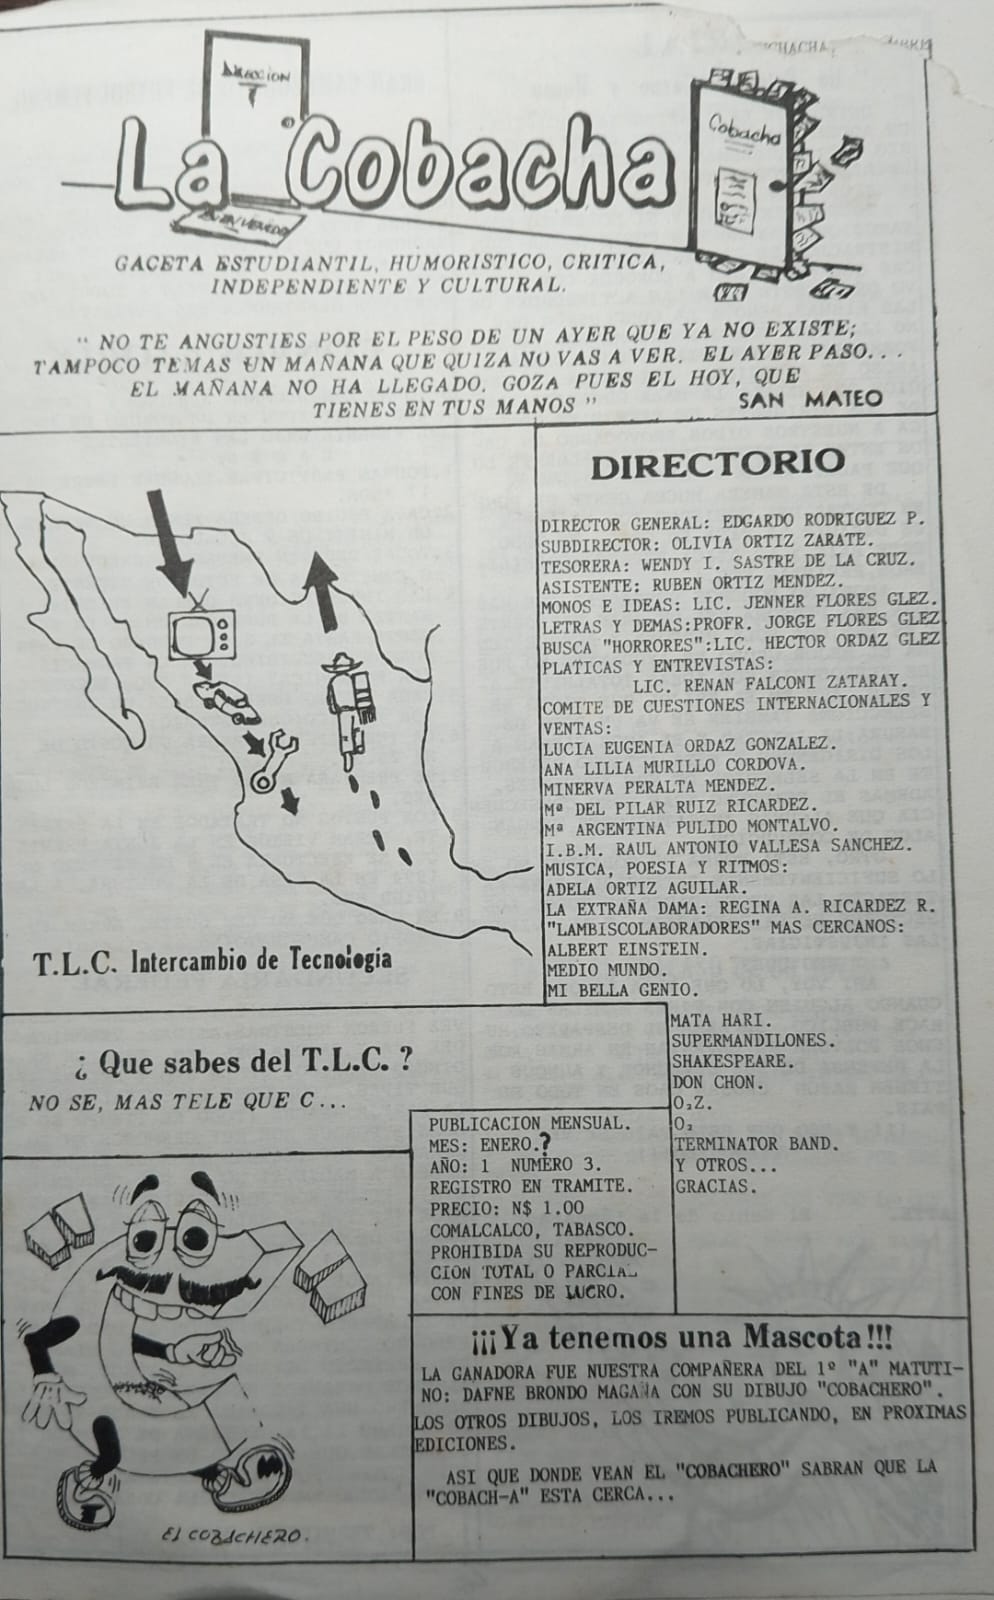 DIRECCION
La Cobacha
Cobacha
BIENVENIDO
GACETA ESTUDIANTIL, HUMORISTICO, CRITICA,
INDEPENDIENTE Y CULTURAL.
" NO TE ANGUSTIES POR EL PESO DE UN AYER QUE YA NO EXISTE;
TAMPOCO TEMAS UN MAÑANA QUE QUIZA NO VAS A VER. EL AYER PASO...
EL MAÑANA NO HA LLEGADO. GOZA PUES EL HOY, QUE
TIENES EN TUS MANOS " SAN MATEO
T.L.C. Intercambio de Tecnologia
DIRECTORIO
DIRECTOR GENERAL: EDGARDO RODRIGUEZ P.
SUBDIRECTOR: OLIVIA ORTIZ ZARATE.
TESORERA: WENDY I. SASTRE DE LA CRUZ.
ASISTENTE: RUBEN ORTIZ MENDEZ.
MONOS E IDEAS: LIC. JENNER FLORES GLEZ.
LETRAS Y DEMAS:PROFR. JORGE FLORES GLEZ
BUSCA "HORRORES":LIC. HECTOR ORDAZ GLEZ
PLATICAS Y ENTREVISTAS:
LIC. RENAN FALCONI ZATARAY.
COMITE DE CUESTIONES INTERNACIONALES Y
VENTAS:
LUCIA EUGENIA ORDAZ GONZALEZ.
ANA LILIA MURILLO CORDOVA.
MINERVA PERALTA MENDEZ.
Mª DEL PILAR RUIZ RICARDEZ.
Mª ARGENTINA PULIDO MONTALVO.
I.B.M. RAUL ANTONIO VALLESA SANCHEZ.
MUSICA, POESIA Y RITMOS:
ADELA ORTIZ AGUILAR.
LA EXTRAÑA DAMA: REGINA A. RICARDEZ R.
"LAMBISCOLABORADORES" MAS CERCANOS:
ALBERT EINSTEIN.
MEDIO MUNDO.
MI BELLA GENIO.
MATA HARI.
SUPERMANDILONES.
SHAKESPEARE.
DON CHON.
O₂Z.
O₂
TERMINATOR BAND.
Y OTROS...
GRACIAS.
¿ Que sabes del T.L.C. ?
NO SE, MAS TELE QUE C...
PUBLICACION MENSUAL.
MES: ENERO.?
AÑO: 1 NUMERO 3.
REGISTRO EN TRAMITE.
PRECIO: N$ 1.00
COMALCALCO, TABASCO.
PROHIBIDA SU REPRODUC-
CION TOTAL O PARCIAL
CON FINES DE LUCRO.
EL COBACHERO.
¡¡¡Ya tenemos una Mascota!!!
LA GANADORA FUE NUESTRA COMPAÑERA DEL 1º "A" MATUTI-
NO: DAFNE BRONDO MAGAÑA CON SU DIBUJO "COBACHERO".
LOS OTROS DIBUJOS, LOS IREMOS PUBLICANDO, EN PROXIMAS
EDICIONES.
ASI QUE DONDE VEAN EL "COBACHERO" SABRAN QUE LA
"COBACH-A" ESTA CERCA...